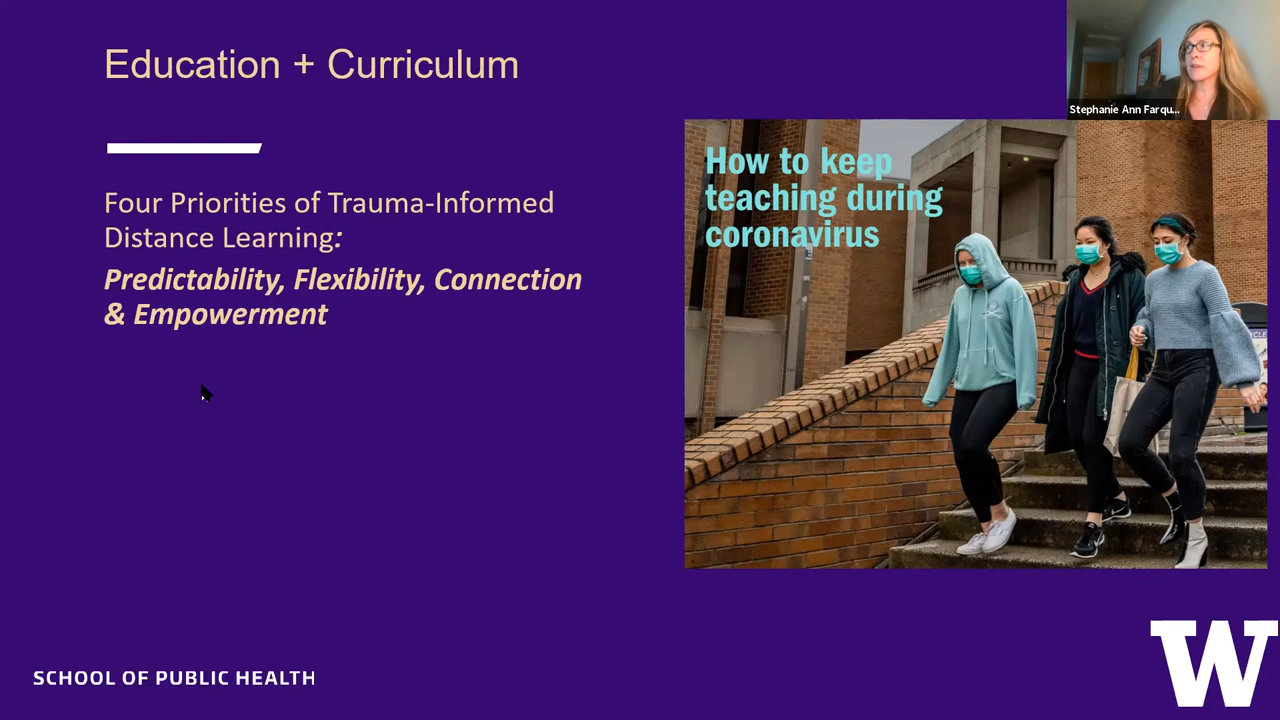 Education + Curriculum
Stephanie Ann Farqu...
Four Priorities of Trauma-Informed
Distance Learning:
Predictability, Flexibility, Connection
& Empowerment
How to keep
teaching during
coronavirus
SCHOOL OF PUBLIC HEALTH
W